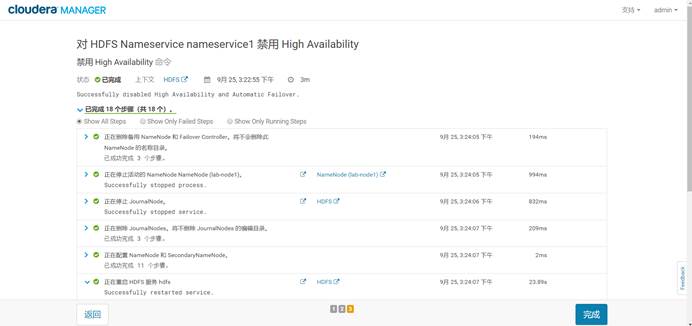 cloudera MANAGER
支持 admin
对 HDFS Nameservice nameservice1 禁用 High Availability
禁用 High Availability
状态 已完成 上下文 HDFS 9月 25, 3:22:55 下午 3m
Successfully disabled High Availability and Automatic Failover.
已完成 18 个步骤（共 18 个）。
Show All Steps Show Only Failed Steps Show Only Running Steps
正在删除备用 NameNode 和 Failover Controller。将不会删除此 9月 25, 3:24:05 下午 194ms
NameNode 的名称目录。
已成功完成 3 个步骤。
正在停止活动的 NameNode NameNode (lab-node1)。 NameNode (lab-node1) 9月 25, 3:24:05 下午 994ms
Successfully stopped process.
正在停止 JournalNode。 HDFS 9月 25, 3:24:06 下午 832ms
Successfully stopped service.
正在删除 JournalNodes。将不删除 JournalNodes 的编辑目录。 9月 25, 3:24:07 下午 209ms
已成功完成 3 个步骤。
正在配置 NameNode 和 SecondaryNameNode。 9月 25, 3:24:07 下午 2ms
已成功完成 11 个步骤。
正在重启 HDFS 服务 hdfs HDFS 9月 25, 3:24:07 下午 23.89s
Successfully restarted service.
Feedback
返回 1 2 3 完成